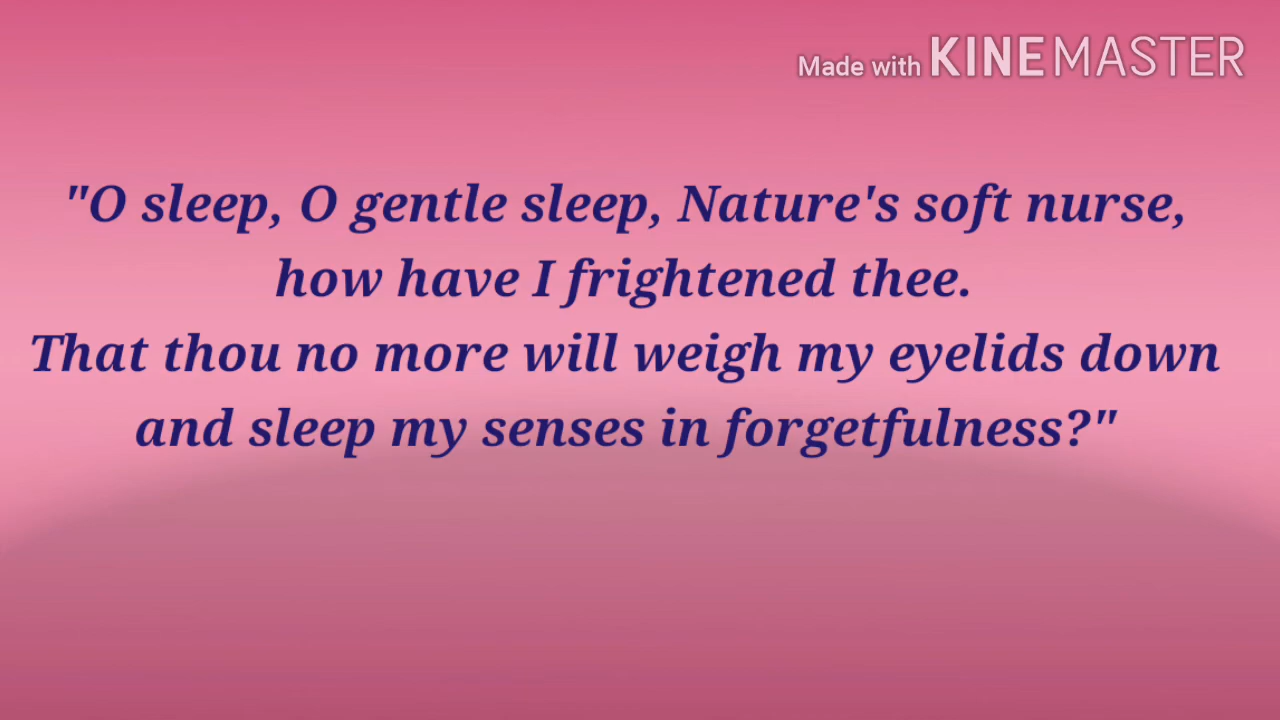 Made with KINEMASTER
"O sleep, O gentle sleep, Nature's soft nurse,
how have I frightened thee.
That thou no more will weigh my eyelids down
and sleep my senses in forgetfulness?"